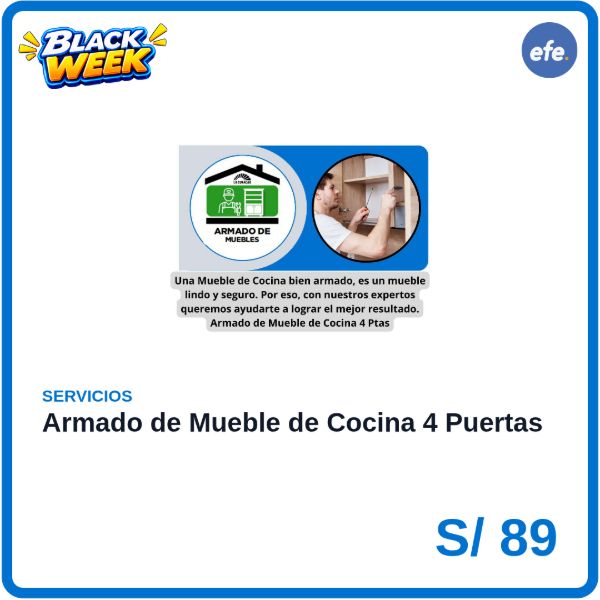 BLACK
WEEK
efe.
LA CURACAO
ARMADO DE
MUEBLES
Una Mueble de Cocina bien armado, es un mueble
lindo y seguro. Por eso, con nuestros expertos
queremos ayudarte a lograr el mejor resultado.
Armado de Mueble de Cocina 4 Ptas
SERVICIOS
Armado de Mueble de Cocina 4 Puertas
S/ 89